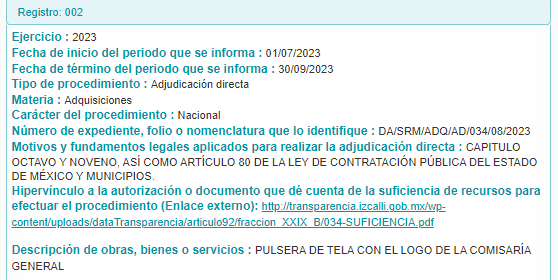 Registro: 002
Ejercicio : 2023
Fecha de inicio del periodo que se informa : 01/07/2023
Fecha de término del periodo que se informa : 30/09/2023
Tipo de procedimiento : Adjudicación directa
Materia : Adquisiciones
Carácter del procedimiento : Nacional
Número de expediente, folio o nomenclatura que lo identifique : DA/SRM/ADQ/AD/034/08/2023
Motivos y fundamentos legales aplicados para realizar la adjudicación directa : CAPITULO
OCTAVO Y NOVENO, ASÍ COMO ARTÍCULO 80 DE LA LEY DE CONTRATACIÓN PÚBLICA DEL ESTADO
DE MÉXICO Y MUNICIPIOS.
Hipervínculo a la autorización o documento que dé cuenta de la suficiencia de recursos para
efectuar el procedimiento (Enlace externo): http://transparencia.izcalli.gob.mx/wp-
content/uploads/dataTransparencia/articulo92/fraccion_XXIX_B/034-SUFICIENCIA.pdf
Descripción de obras, bienes o servicios : PULSERA DE TELA CON EL LOGO DE LA COMISARÍA
GENERAL